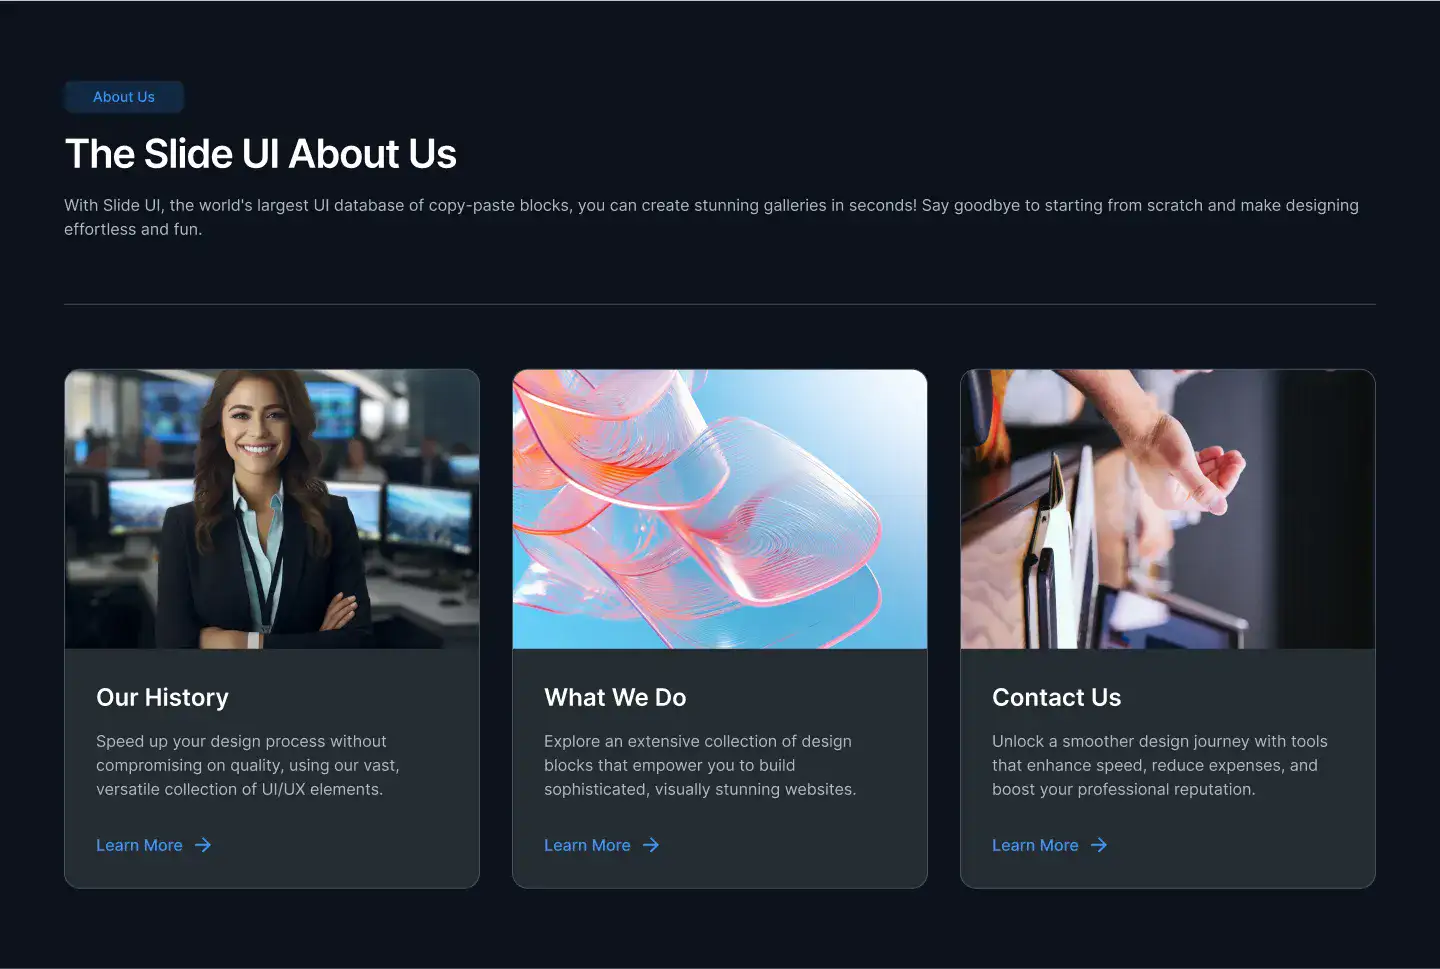 About Us
The Slide UI About Us
With Slide UI, the world's largest UI database of copy-paste blocks, you can create stunning galleries in seconds! Say goodbye to starting from scratch and make designing
effortless and fun.
Our History
Speed up your design process without
compromising on quality, using our vast,
versatile collection of UI/UX elements.
Learn More
What We Do
Explore an extensive collection of design
blocks that empower you to build
sophisticated, visually stunning websites.
Learn More
Contact Us
Unlock a smoother design journey with tools
that enhance speed, reduce expenses, and
boost your professional reputation.
Learn More